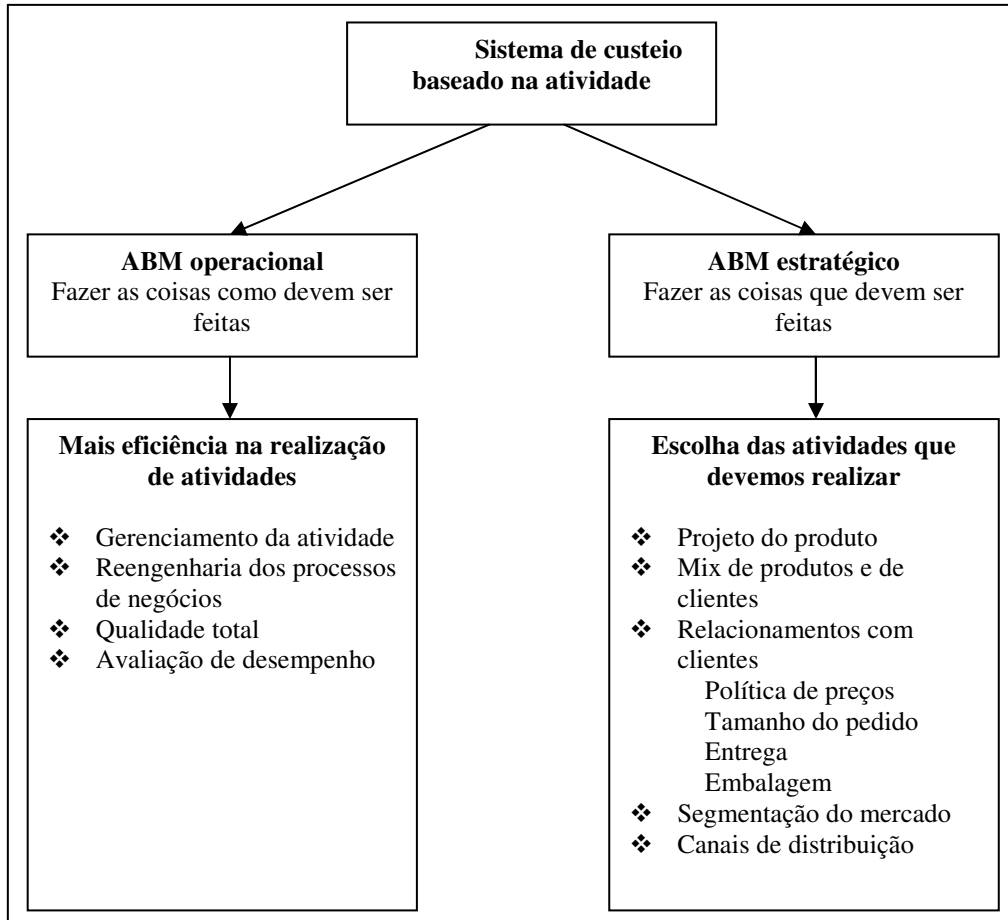 Sistema de custeio
baseado na atividade
ABM operacional
Fazer as coisas como devem ser
feitas
ABM estratégico
Fazer as coisas que devem ser
feitas
Mais eficiência na realização
de atividades
❖ Gerenciamento da atividade
❖ Reengenharia dos processos
de negócios
❖ Qualidade total
❖ Avaliação de desempenho
Escolha das atividades que
devemos realizar
❖ Projeto do produto
❖ Mix de produtos e de
clientes
❖ Relacionamentos com
clientes
Política de preços
Tamanho do pedido
Entrega
Embalagem
❖ Segmentação do mercado
❖ Canais de distribuição